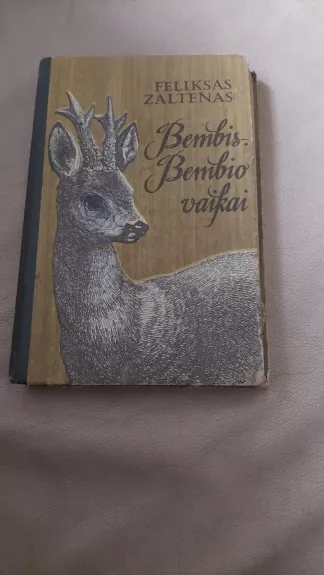 FELIKSAS
ZALTENAS
Bembis.
Bembio
vaikai